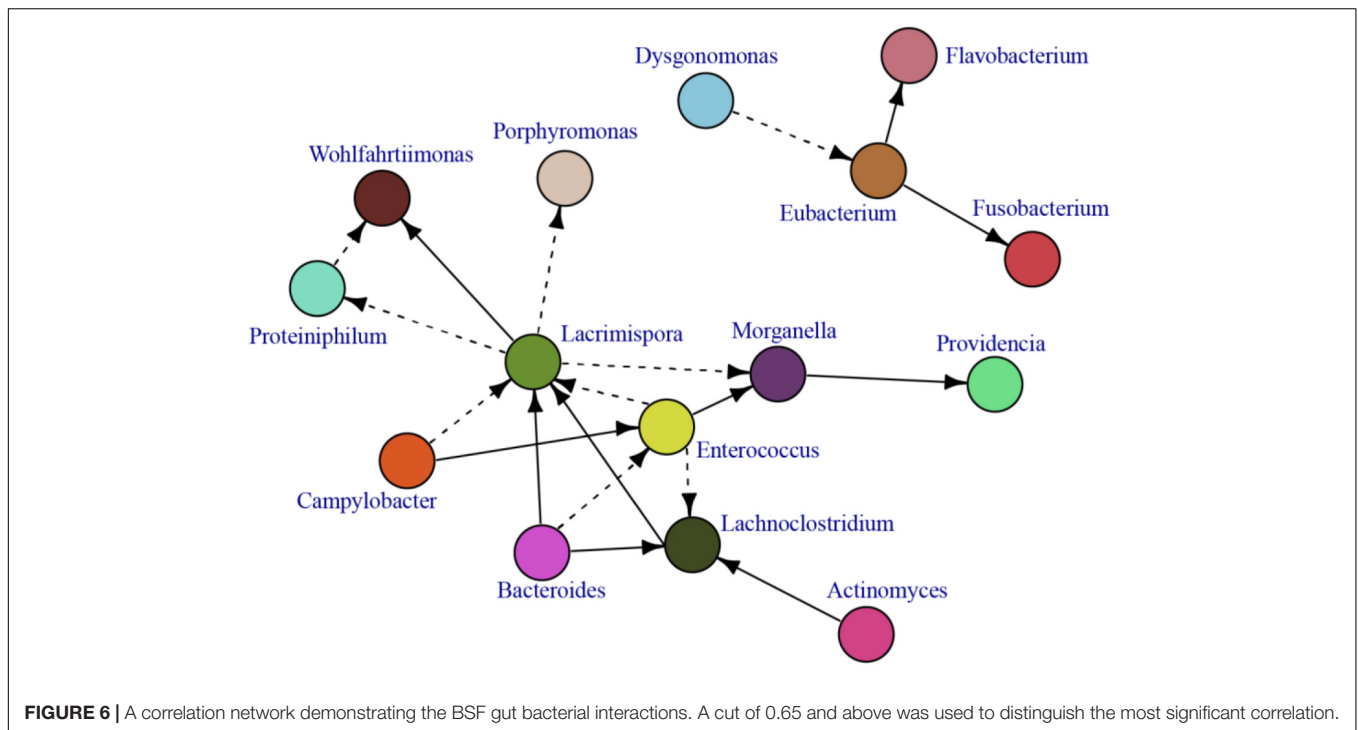 Flavobacterium
Dysgonomonas
Porphyromonas
Wohlfahrtiimonas
Eubacterium
Fusobacterium
Proteiniphilum
Lacrimispora
Morganella
Providencia
Enterococcus
Campylobacter
Lachnoclostridium
Bacteroides
Actinomyces
FIGURE 6 | A correlation network demonstrating the BSF gut bacterial interactions. A cut of 0.65 and above was used to distinguish the most significant correlation.